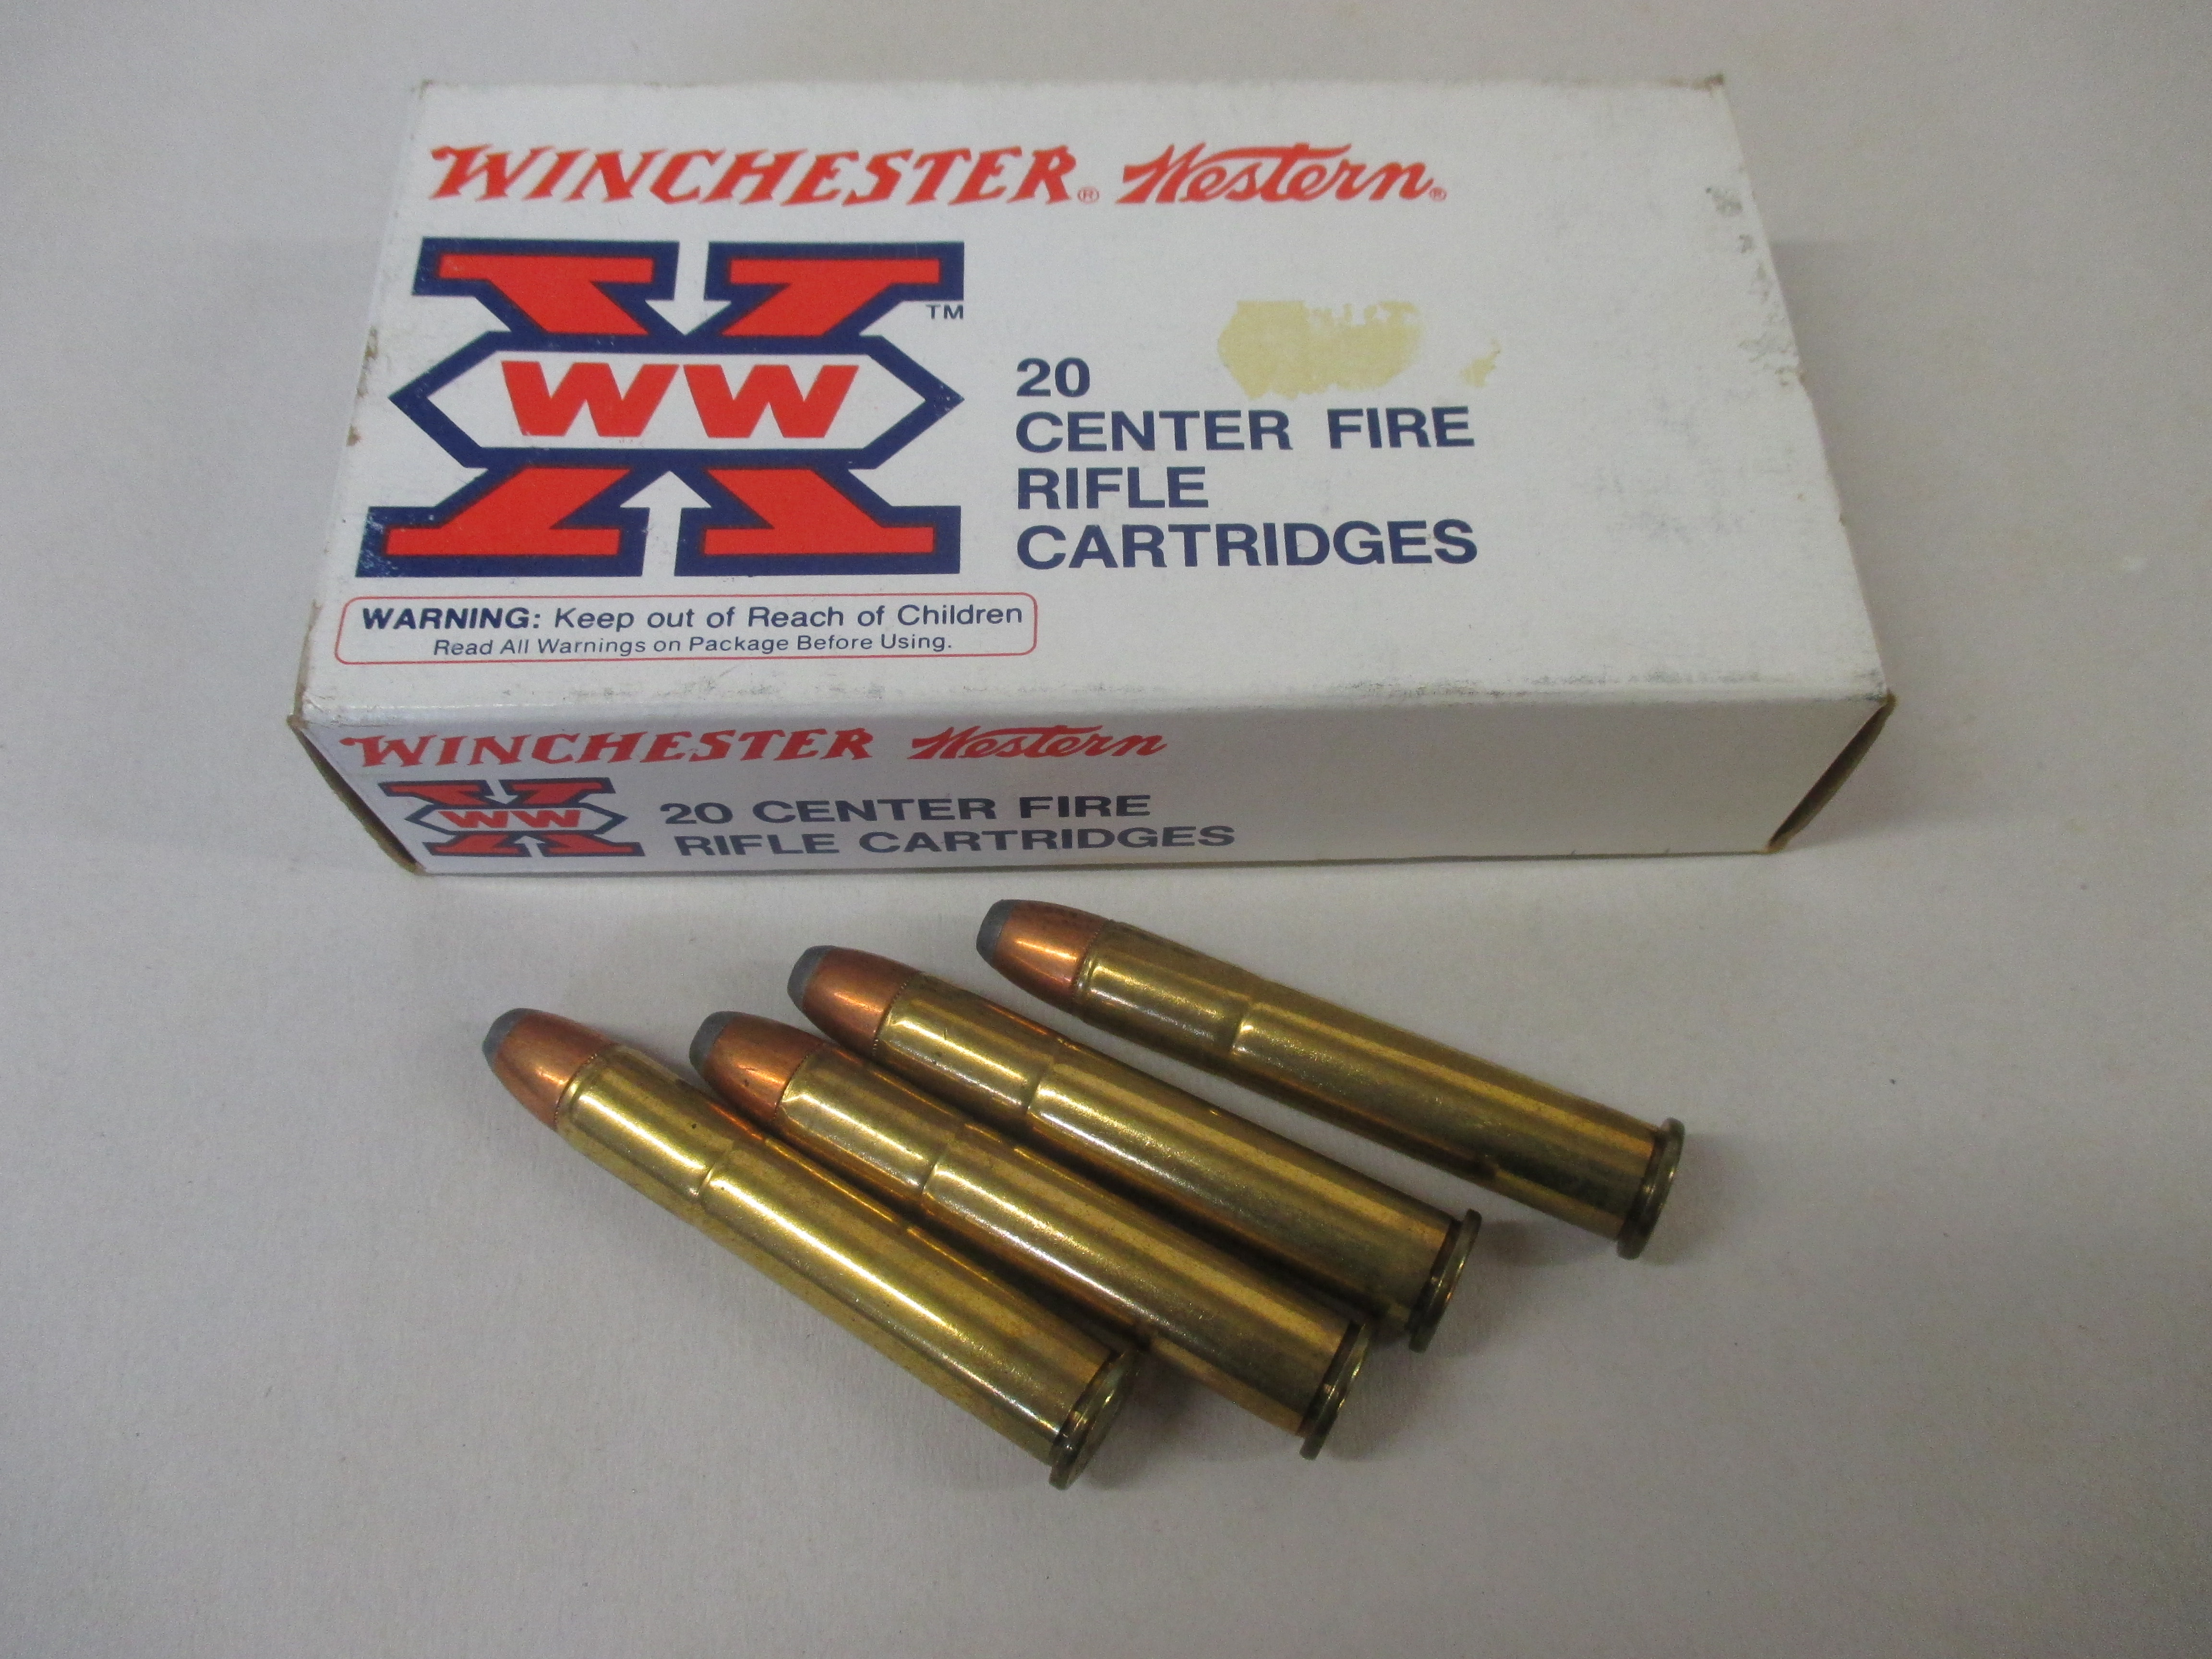 WINCHESTER® Western®
WW
TM
20
CENTER FIRE
RIFLE
CARTRIDGES
WARNING: Keep out of Reach of Children
Read All Warnings on Package Before Using.
WINCHESTER Western
WW
20 CENTER FIRE
RIFLE CARTRIDGES